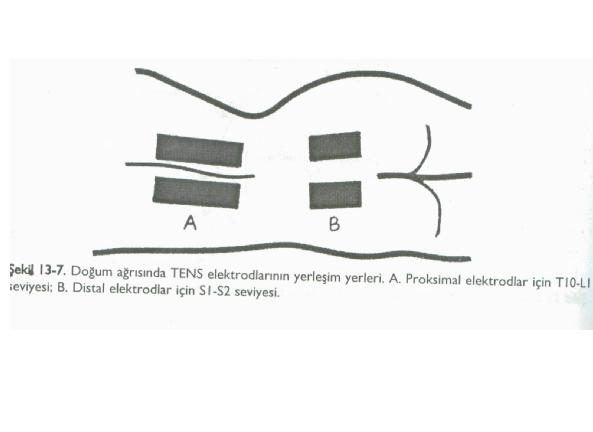 A
B
Şekil 13-7. Doğum ağrısında TENS elektrodlarının yerleşim yerleri. A. Proksimal elektrodlar için T10-L1
seviyesi; B. Distal elektrodlar için S1-S2 seviyesi.